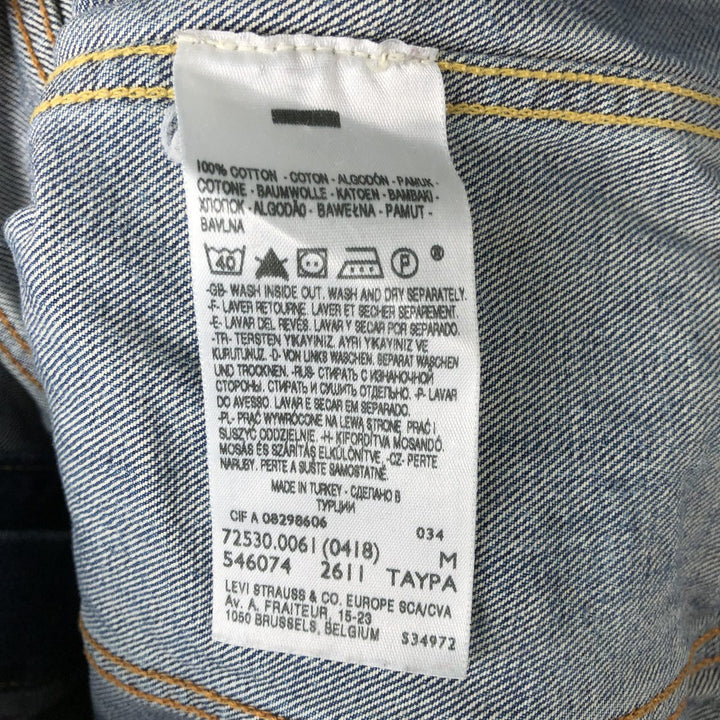 100% COTTON - COTON - ALGODÓN - PAMUK -
COTONE - BAUMWOLLE - KATOEN - BAMBAKI -
ХЛОПОК - ALGODÃO - BAWEŁNA - PAMUT -
BAVLNA
40 P ®
-GB- WASH INSIDE OUT. WASH AND DRY SEPARATELY.
-F- LAVER RETOURNE. LAVER ET SECHER SEPAREMENT.
-E- LAVAR DEL REVÉS. LAVAR Y SECAR POR SEPARADO.
-TR- TERSTEN YIKAYINIZ. AYRI YIKAYINIZ VE
KURUTUNUZ. -D- VON LINKS WASCHEN. SEPARAT WASCHEN
UND TROCKNEN. -RUS- СТИРАТЬ С ИЗНАНОЧНОЙ
СТОРОНЫ. СТИРАТЬ И СУШИТЬ ОТДЕЛЬНО. -P- LAVAR
DO AVESSO. LAVAR E SECAR EM SEPARADO.
-PL- PRAĆ WYWRÓCONE NA LEWĄ STRONĘ. PRAĆ I
SUSZYĆ ODDZIELNIE. -H- KIFORDÍTVA MOSANDÓ.
MOSÁS ÉS SZÁRÍTÁS ELKÜLÖNÍTVE. -CZ- PERTE
NARUBY. PERTE A SUŠTE SAMOSTATNĚ.
MADE IN TURKEY - СДЕЛАНО В
ТУРЦИИ
CIF A 08298606 034
72530.0061 (0418) M
546074 2611 TAYPA
LEVI STRAUSS & CO. EUROPE SCA/CVA
Av. A. FRAITEUR, 15-23
1050 BRUSSELS, BELGIUM S34972